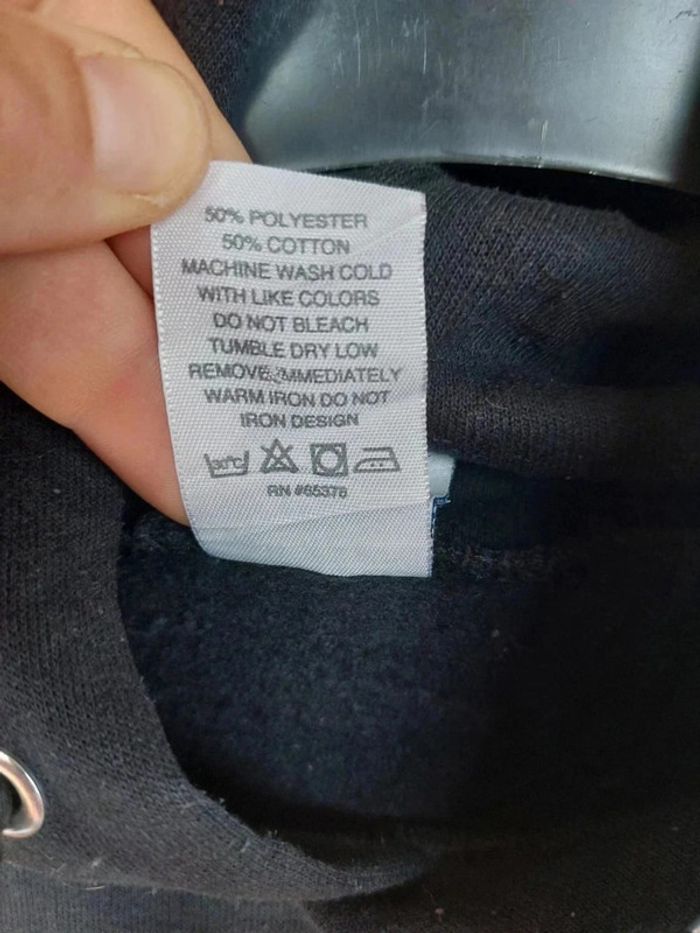 50% POLYESTER
50% COTTON
MACHINE WASH COLD
WITH LIKE COLORS
DO NOT BLEACH
TUMBLE DRY LOW
REMOVE IMMEDIATELY
WARM IRON DO NOT
IRON DESIGN
30°C
RN #65376